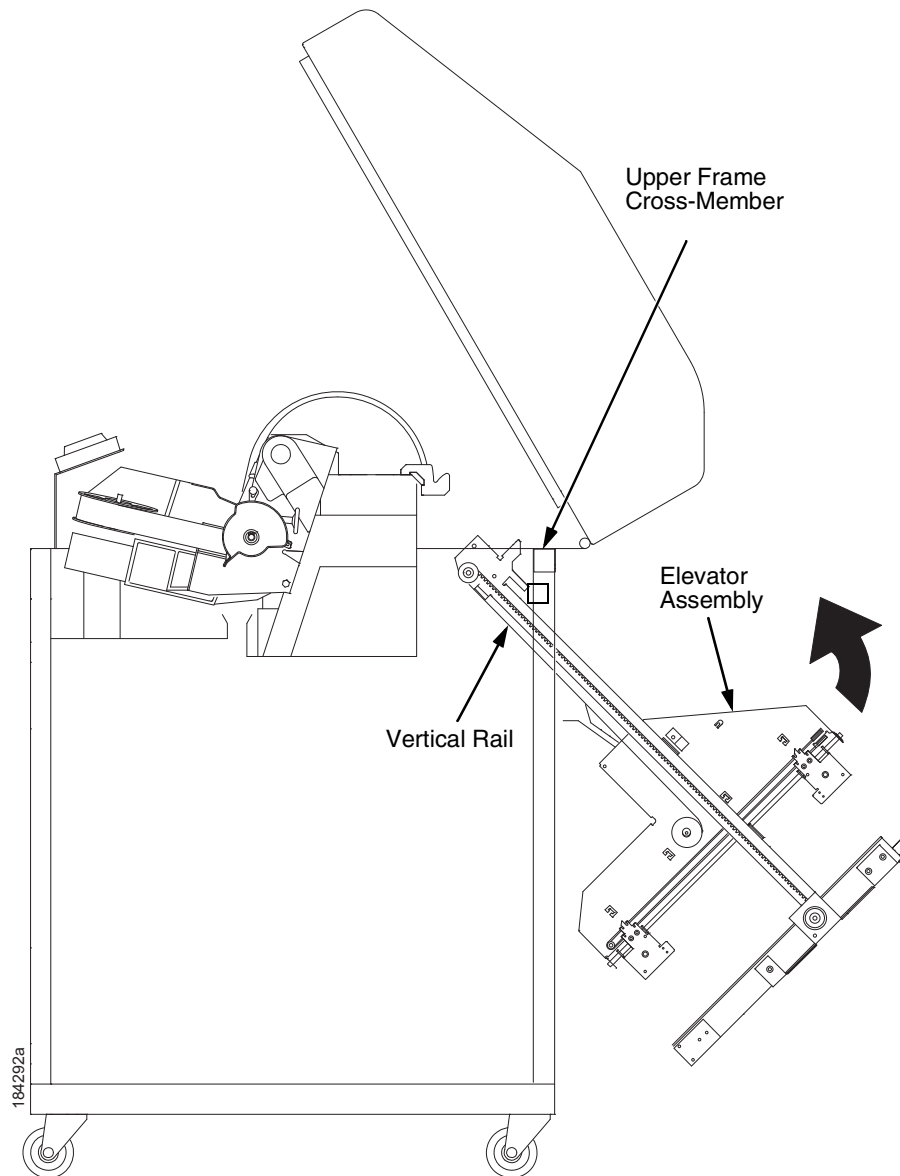 Upper Frame
Cross-Member
Elevator
Assembly
Vertical Rail
184292a